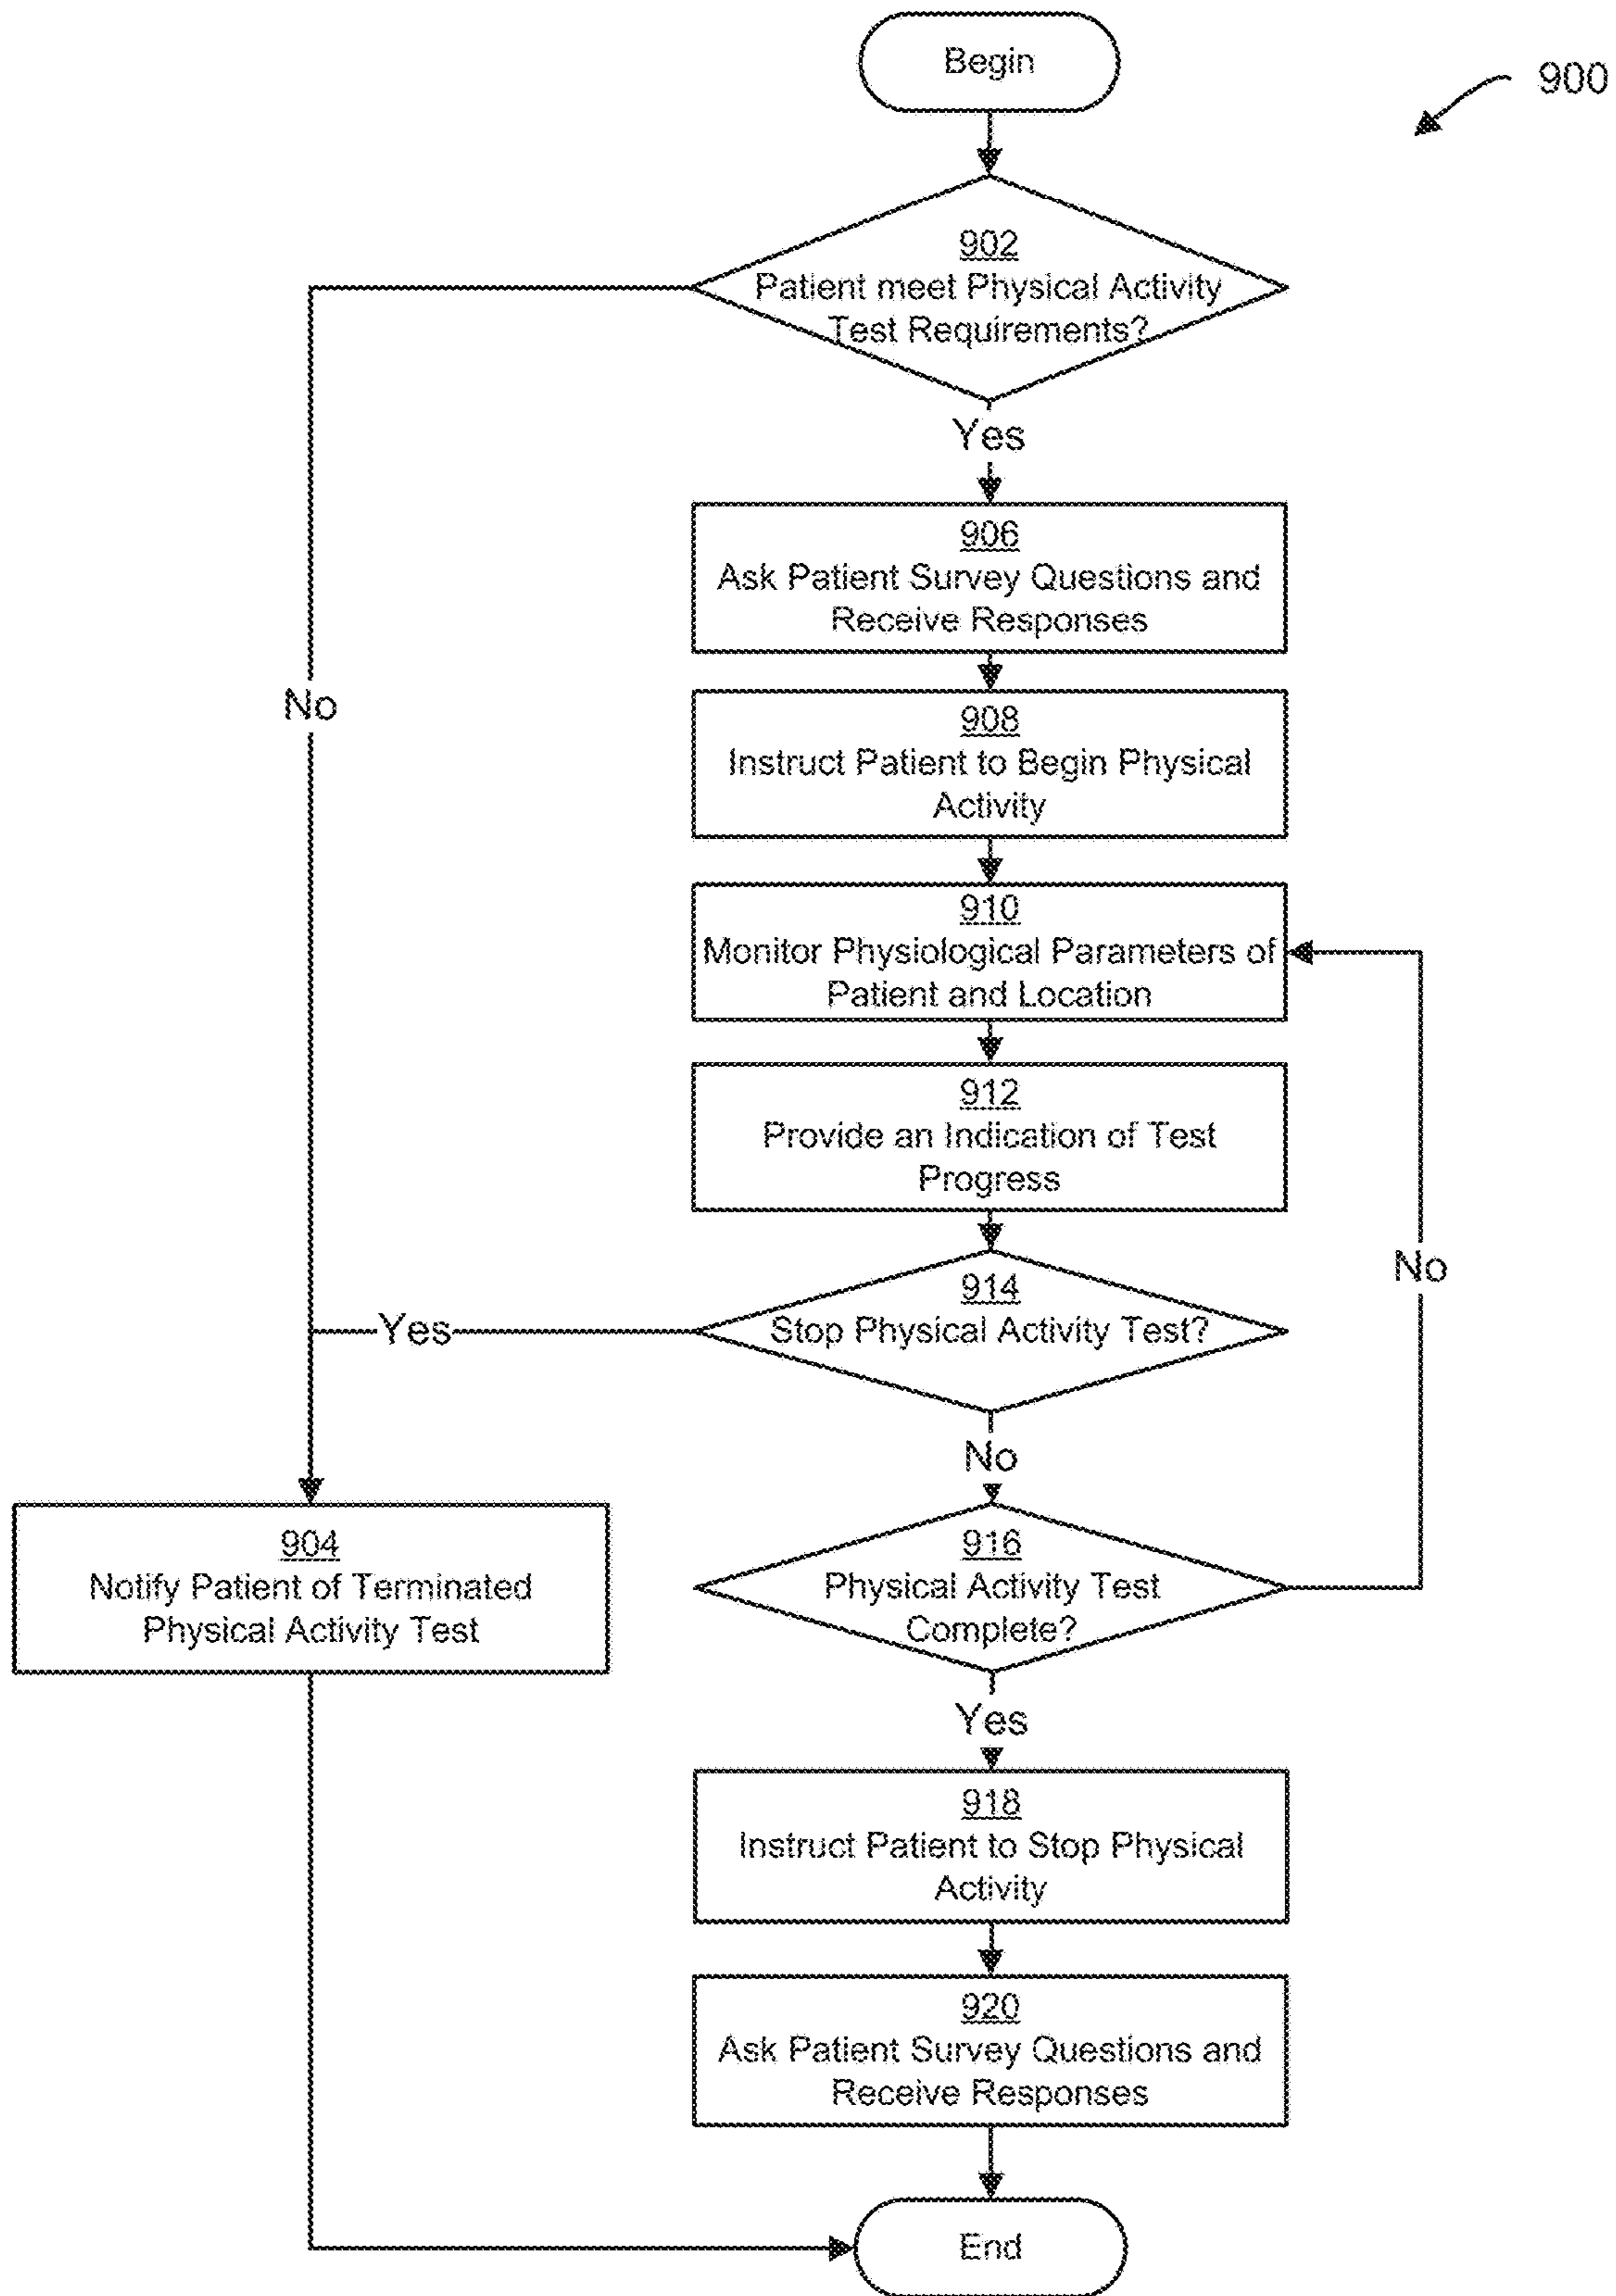 Begin
900
902
Patient meet Physical Activity
Test Requirements?
Yes
906
Ask Patient Survey Questions and
Receive Responses
No
908
Instruct Patient to Begin Physical
Activity
910
Monitor Physiological Parameters of
Patient and Location
912
Provide an Indication of Test
Progress
No
914
Stop Physical Activity Test?
Yes
No
904
Notify Patient of Terminated
Physical Activity Test
916
Physical Activity Test
Complete?
Yes
918
Instruct Patient to Stop Physical
Activity
920
Ask Patient Survey Questions and
Receive Responses
End